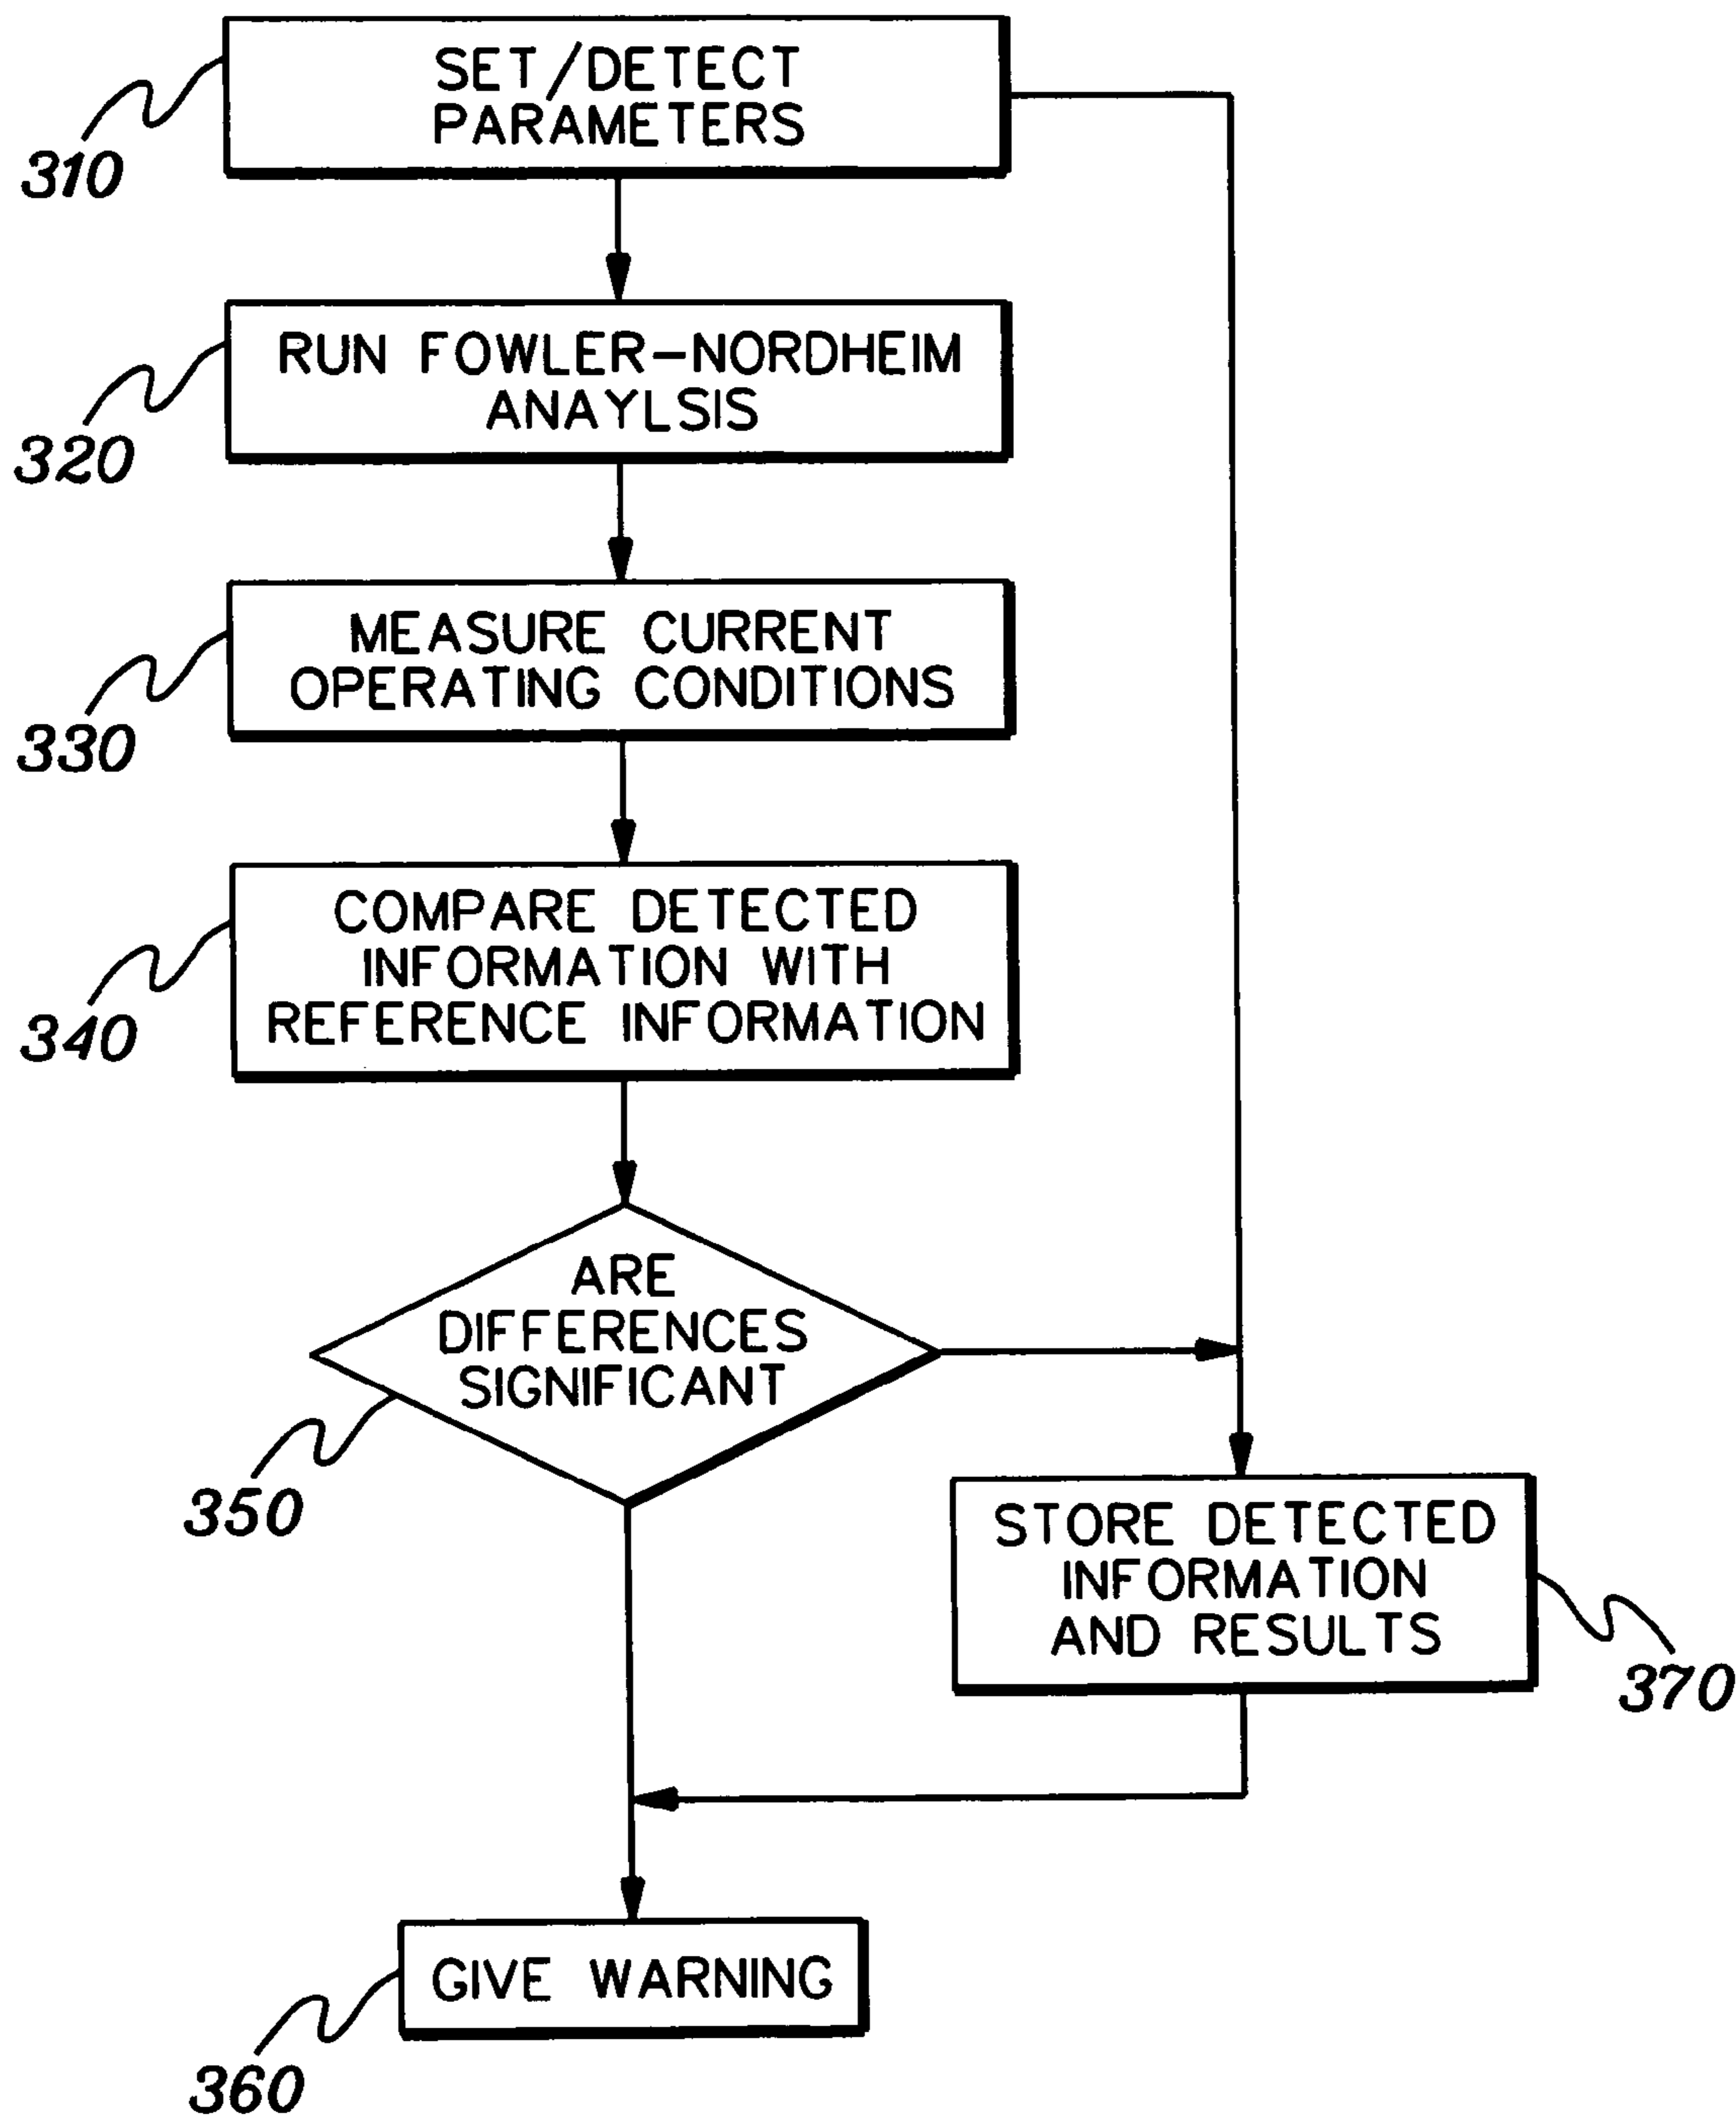 SET/DETECT
PARAMETERS
310
RUN FOWLER-NORDHEIM
ANAYLSIS
320
MEASURE CURRENT
OPERATING CONDITIONS
330
COMPARE DETECTED
INFORMATION WITH
REFERENCE INFORMATION
340
ARE
DIFFERENCES
SIGNIFICANT
350
STORE DETECTED
INFORMATION
AND RESULTS
370
GIVE WARNING
360